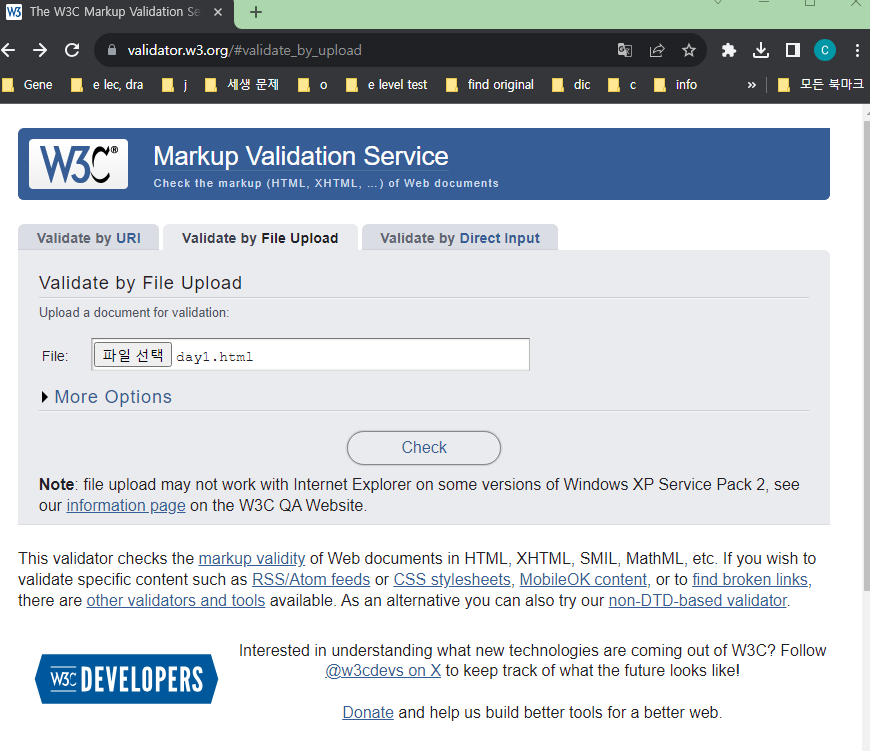 W3 The W3C Markup Validation Se
validator.w3.org/#validate_by_upload
C
Gene e lec, dra j 세생 문제 o e level test find original dic c info » 모든 북마크
W3C® Markup Validation Service
Check the markup (HTML, XHTML, …) of Web documents
Validate by URI Validate by File Upload Validate by Direct Input
Validate by File Upload
Upload a document for validation:
File: 파일 선택 day1.html
More Options
Check
Note: file upload may not work with Internet Explorer on some versions of Windows XP Service Pack 2, see
our information page on the W3C QA Website.
This validator checks the markup validity of Web documents in HTML, XHTML, SMIL, MathML, etc. If you wish to
validate specific content such as RSS/Atom feeds or CSS stylesheets, MobileOK content, or to find broken links,
there are other validators and tools available. As an alternative you can also try our non-DTD-based validator.
Interested in understanding what new technologies are coming out of W3C? Follow
@w3cdevs on X to keep track of what the future looks like!
W3C DEVELOPERS
Donate and help us build better tools for a better web.